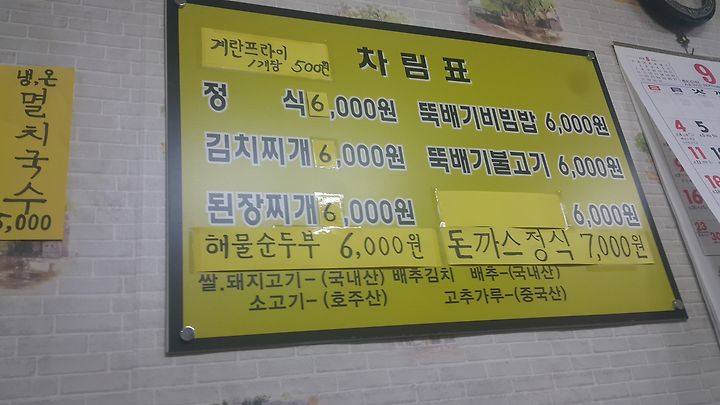 냉,온
멸치국수
5,000
계란프라이
1개당 500원
차림표
정 식 6,000원
뚝배기비빔밥 6,000원
김치찌개 6,000원
뚝배기불고기 6,000원
된장찌개 6,000원
6,000원
해물순두부 6,000원
돈까스정식 7,000원
쌀.돼지고기-(국내산) 배추김치 배추-(국내산)
소고기-(호주산) 고추가루-(중국산)
9
4
5